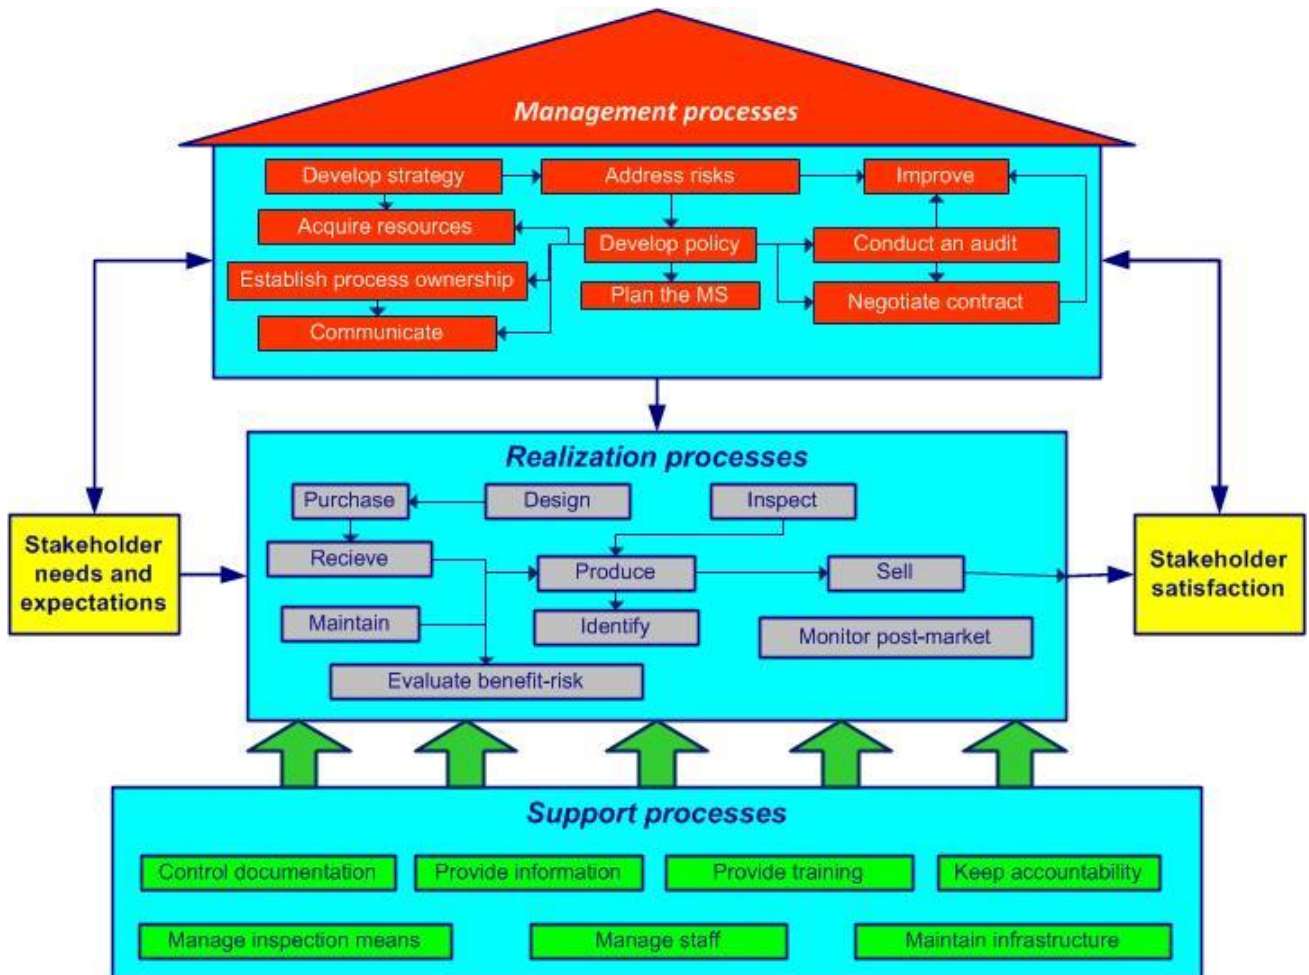 Management processes
Develop strategy
Address risks
Improve
Acquire resources
Develop policy
Conduct an audit
Establish process ownership
Plan the MS
Negotiate contract
Communicate
Realization processes
Purchase
Design
Inspect
Stakeholder
needs and
expectations
Recieve
Produce
Sell
Stakeholder
satisfaction
Maintain
Identify
Monitor post-market
Evaluate benefit-risk
Support processes
Control documentation
Provide information
Provide training
Keep accountability
Manage inspection means
Manage staff
Maintain infrastructure